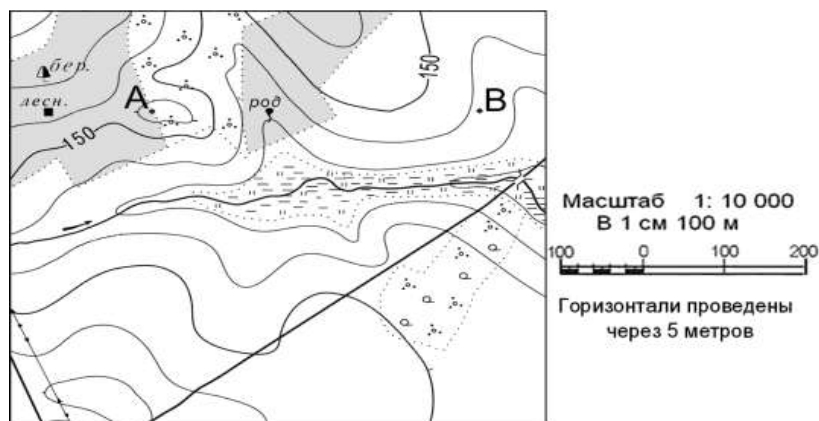 бер.
150
лесн.
А
род
В
150
Масштаб 1: 10 000
В 1 см 100 м
100 0 100 200
Горизонтали проведены
через 5 метров